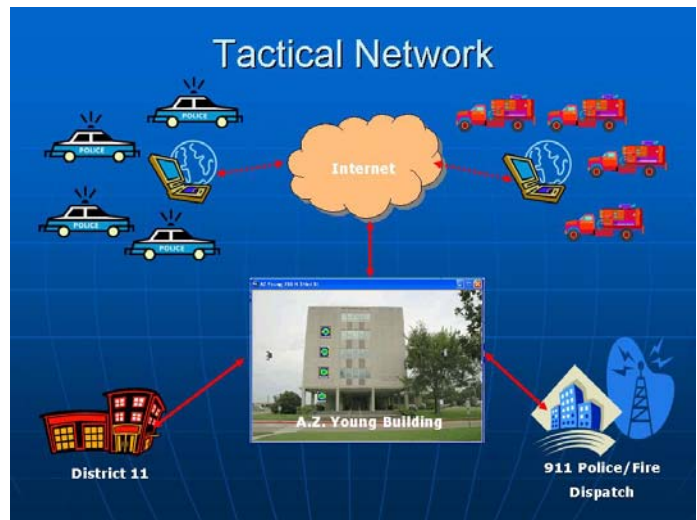 Tactical Network
POLICE
POLICE
POLICE
POLICE
Internet
A.Z. Young Building
District 11
911 Police/Fire
Dispatch